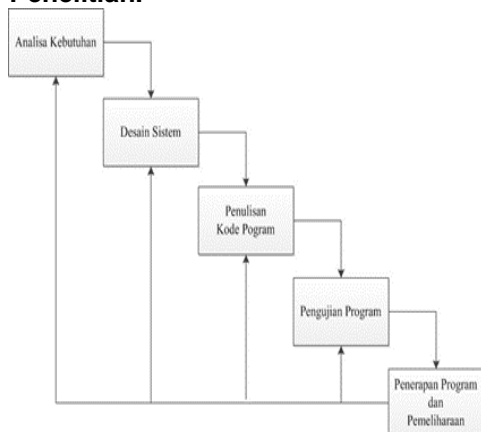 Penelitian.
Analisa Kebutuhan
Desain Sistem
Penulisan
Kode Pogram
Pengujian Program
Penerapan Program
dan
Pemeliharaan